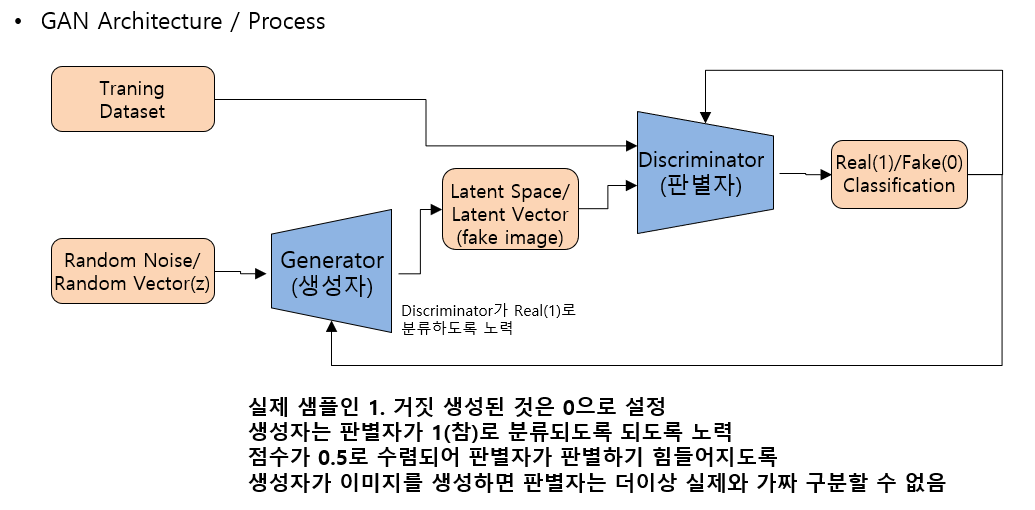 • GAN Architecture / Process
Traning
Dataset
Discriminator
(판별자)
Real(1)/Fake(0)
Classification
Latent Space/
Latent Vector
(fake image)
Random Noise/
Random Vector(z)
Generator
(생성자)
Discriminator가 Real(1)로
분류하도록 노력
실제 샘플인 1. 거짓 생성된 것은 0으로 설정
생성자는 판별자가 1(참)로 분류되도록 되도록 노력
점수가 0.5로 수렴되어 판별자가 판별하기 힘들어지도록
생성자가 이미지를 생성하면 판별자는 더이상 실제와 가짜 구분할 수 없음